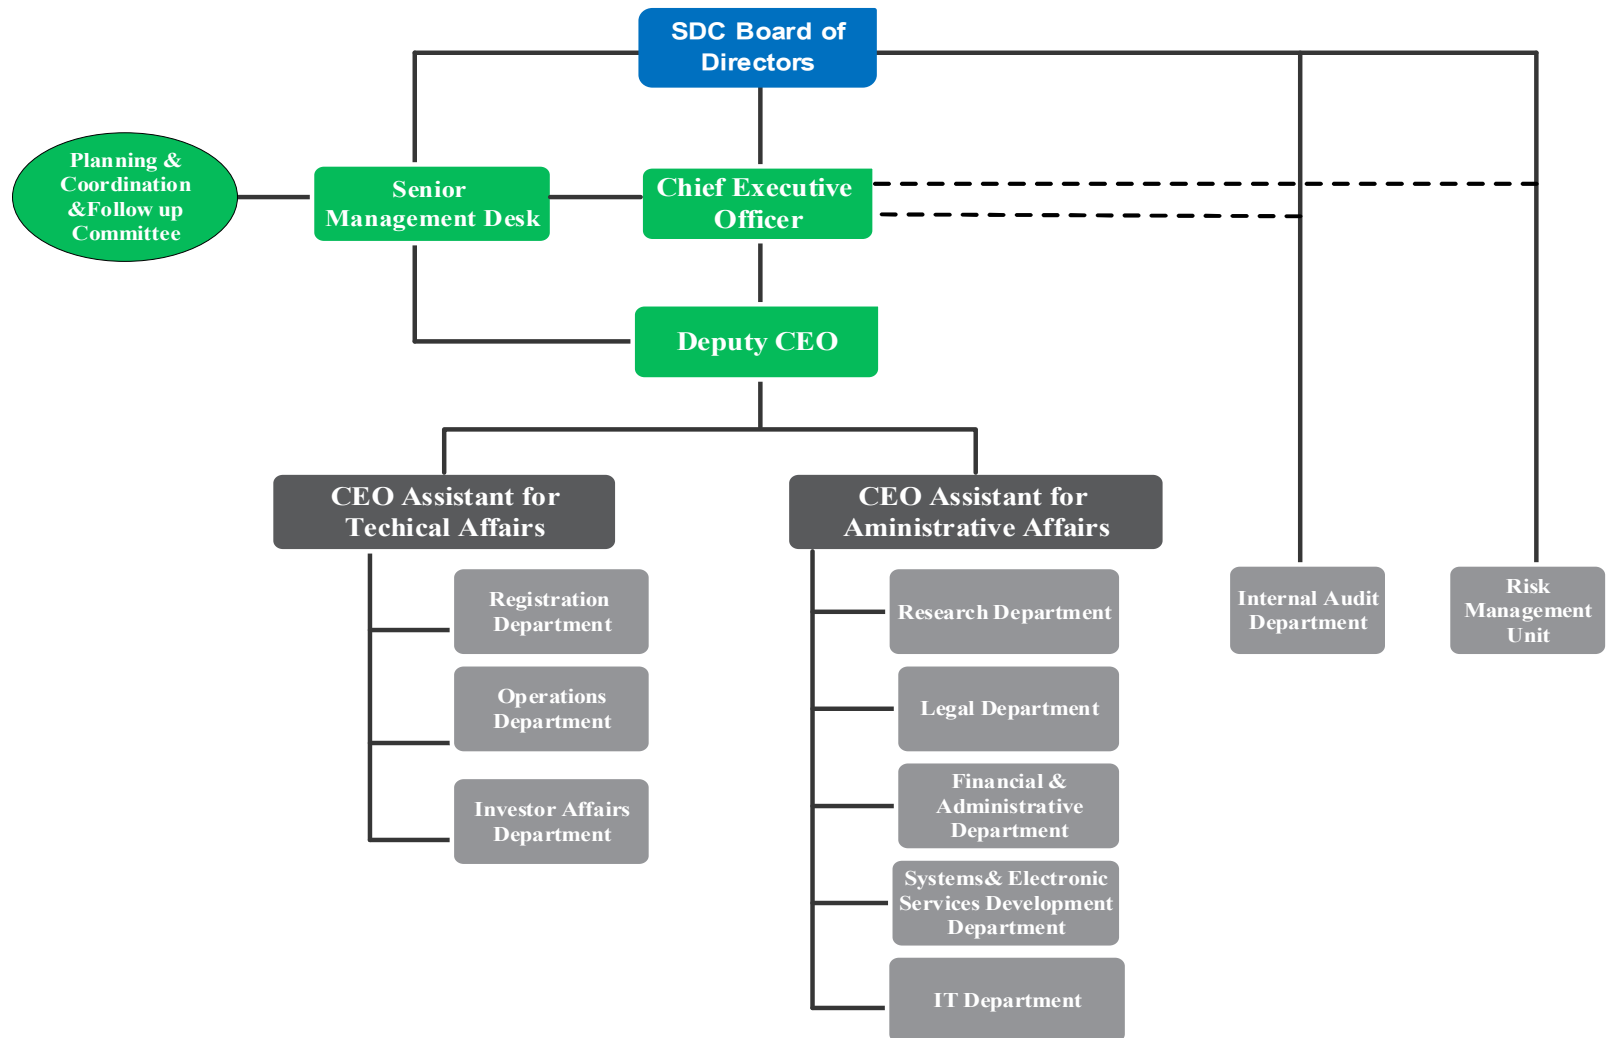 SDC Board of
Directors
Planning &
Coordination
&Follow up
Committee
Senior
Management Desk
Chief Executive
Officer
Deputy CEO
CEO Assistant for
Techical Affairs
CEO Assistant for
Aministrative Affairs
Registration
Department
Operations
Department
Investor Affairs
Department
Research Department
Legal Department
Financial &
Administrative
Department
Systems& Electronic
Services Development
Department
IT Department
Internal Audit
Department
Risk
Management
Unit